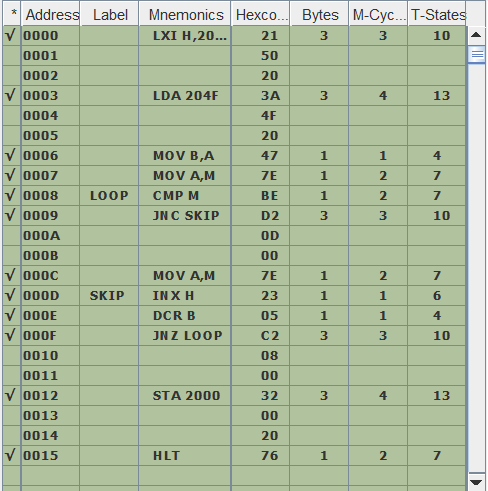 * Address Label Mnemonics Hexco... Bytes M-Cyc... T-States
√ 0000 LXI H,20... 21 3 3 10
0001 50
0002 20
√ 0003 LDA 204F 3A 3 4 13
0004 4F
0005 20
√ 0006 MOV B,A 47 1 1 4
√ 0007 MOV A,M 7E 1 2 7
√ 0008 LOOP CMP M BE 1 2 7
√ 0009 JNC SKIP D2 3 3 10
000A 0D
000B 00
√ 000C MOV A,M 7E 1 2 7
√ 000D SKIP INX H 23 1 1 6
√ 000E DCR B 05 1 1 4
√ 000F JNZ LOOP C2 3 3 10
0010 08
0011 00
√ 0012 STA 2000 32 3 4 13
0013 00
0014 20
√ 0015 HLT 76 1 2 7